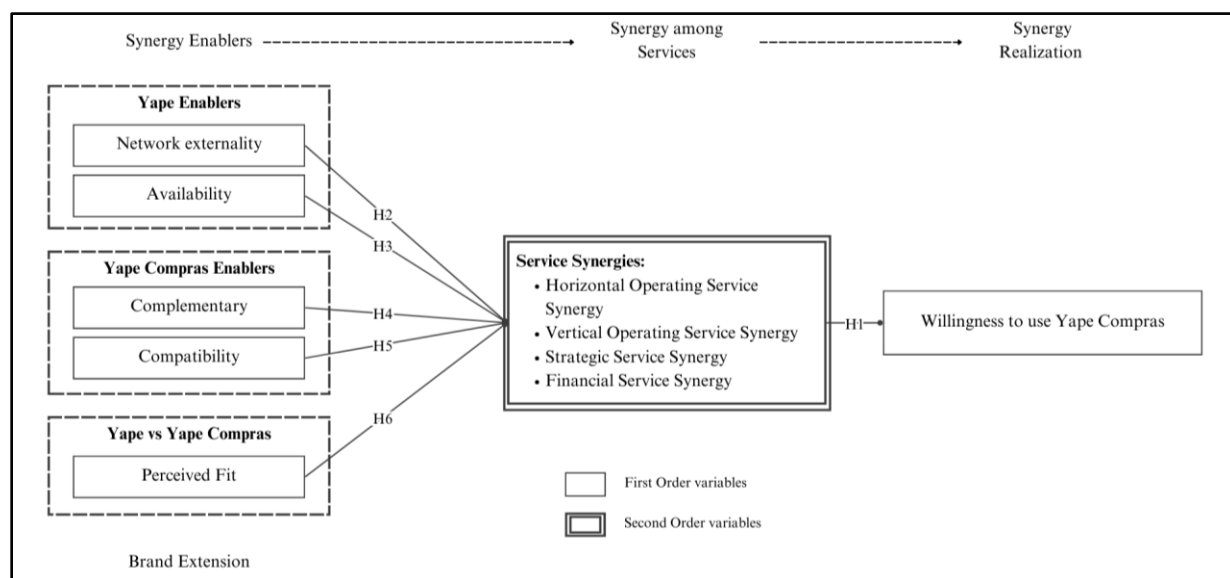 Synergy Enablers
Synergy among
Services
Synergy
Realization
Yape Enablers
Network externality
Availability
H2
H3
Yape Compras Enablers
Complementary
Compatibility
H4
H5
Yape vs Yape Compras
Perceived Fit
H6
Service Synergies:
• Horizontal Operating Service
Synergy
• Vertical Operating Service Synergy
• Strategic Service Synergy
• Financial Service Synergy
H1
Willingness to use Yape Compras
First Order variables
Second Order variables
Brand Extension